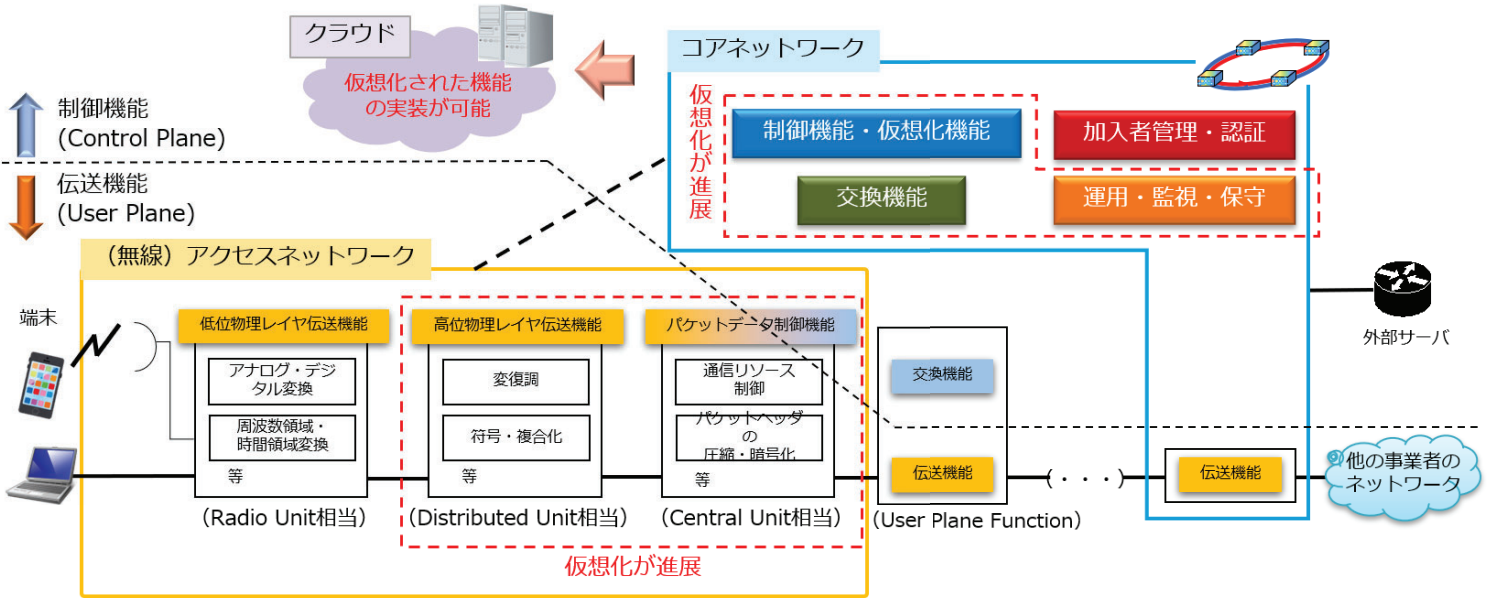 クラウド
仮想化された機能
の実装が可能
コアネットワーク
制御機能
(Control Plane)
伝送機能
(User Plane)
仮想化が進展
制御機能・仮想化機能
加入者管理・認証
交換機能
運用・監視・保守
（無線）アクセスネットワーク
端末
低位物理レイヤ伝送機能
アナログ・デジ
タル変換
周波数領域・
時間領域変換
等
（Radio Unit相当）
高位物理レイヤ伝送機能
変復調
符号・複合化
等
（Distributed Unit相当）
パケットデータ制御機能
通信リソース
制御
パケットヘッダ
の
圧縮・暗号化
等
（Central Unit相当）
仮想化が進展
交換機能
伝送機能
（User Plane Function）
（・・・）
伝送機能
外部サーバ
他の事業者の
ネットワーク